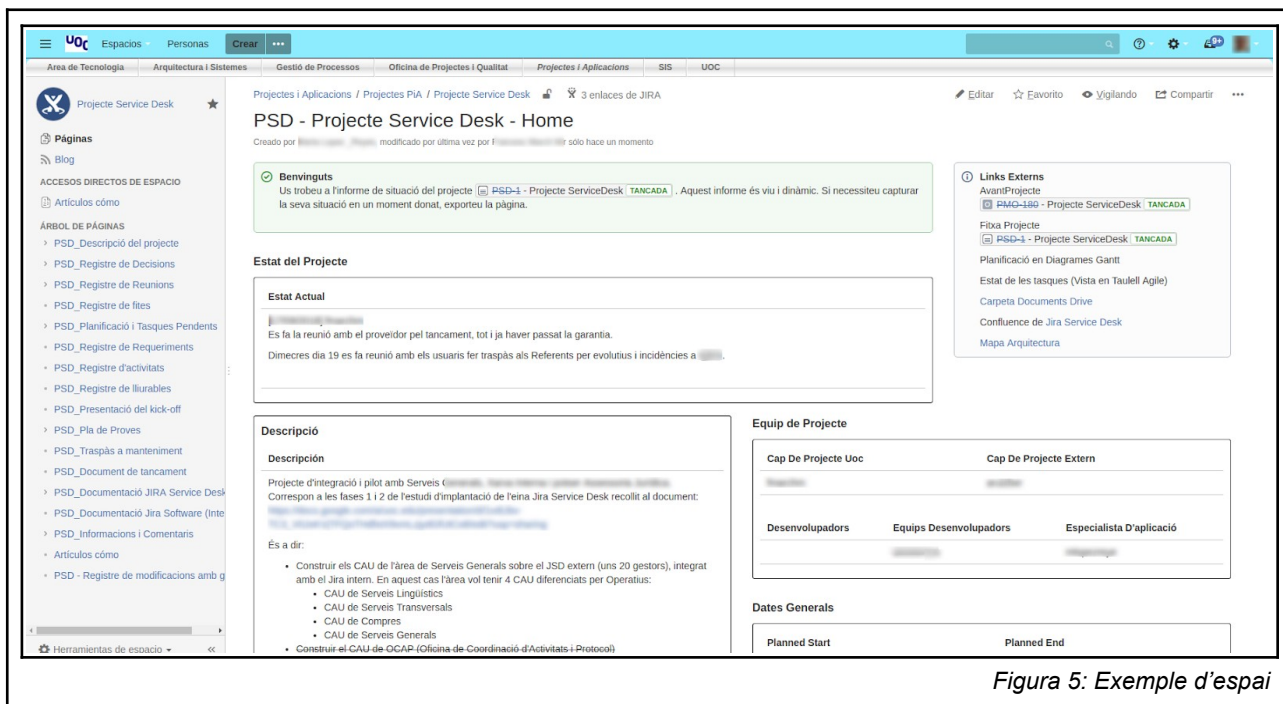 UOC Espacios Personas Crear ••• 9+
Area de Tecnologia Arquitectura i Sistemes Gestió de Processos Oficina de Projectes i Qualitat Projectes i Aplicacions SIS UOC
Projecte Service Desk
Páginas
Blog
ACCESOS DIRECTOS DE ESPACIO
Artículos cómo
ÁRBOL DE PÁGINAS
PSD_Descripció del projecte
PSD_Registre de Decisions
PSD_Registre de Reunions
PSD_Registre de fites
PSD_Planificació i Tasques Pendents
PSD_Registre de Requeriments
PSD_Registre d'activitats
PSD_Registre de lliurables
PSD_Presentació del kick-off
PSD_Pla de Proves
PSD_Traspàs a manteniment
PSD_Document de tancament
PSD_Documentació JIRA Service Desk
PSD_Documentació Jira Software (Inte
PSD_Informacions i Comentaris
Artículos cómo
PSD - Registre de modificacions amb g
Herramientas de espacio
Projectes i Aplicacions / Projectes PiA / Projecte Service Desk 3 enlaces de JIRA
Editar Favorito Vigilando Compartir •••
PSD - Projecte Service Desk - Home
Creado por modificado por última vez por sólo hace un momento
Benvinguts
Us trobeu a l'informe de situació del projecte PSD-1 - Projecte ServiceDesk TANCADA . Aquest informe és viu i dinàmic. Si necessiteu capturar
la seva situació en un moment donat, exporteu la pàgina.
Links Externs
AvantProjecte
PMO-180 - Projecte ServiceDesk TANCADA
Fitxa Projecte
PSD-1 - Projecte ServiceDesk TANCADA
Planificació en Diagrames Gantt
Estat de les tasques (Vista en Taulell Agile)
Carpeta Documents Drive
Confluence de Jira Service Desk
Mapa Arquitectura
Estat del Projecte
Estat Actual
Es fa la reunió amb el proveïdor pel tancament, tot i ja haver passat la garantia.
Dimecres dia 19 es fa reunió amb els usuaris fer traspàs als Referents per evolutius i incidències a .
Descripció
Descripción
Projecte d'integració i pilot amb Serveis
Correspon a les fases 1 i 2 de l'estudi d'implantació de l'eina Jira Service Desk recollit al document:
És a dir:
• Construir els CAU de l'àrea de Serveis Generals sobre el JSD extern (uns 20 gestors), integrat
amb el Jira intern. En aquest cas l'àrea vol tenir 4 CAU diferenciats per Operatius:
• CAU de Serveis Lingüístics
• CAU de Serveis Transversals
• CAU de Compres
• CAU de Serveis Generals
• Construir el CAU de OCAP (Oficina de Coordinació d'Activitats i Protocol)
Equip de Projecte
Cap De Projecte Uoc Cap De Projecte Extern
Desenvolupadors Equips Desenvolupadors Especialista D'aplicació
Dates Generals
Planned Start Planned End
Figura 5: Exemple d'espai